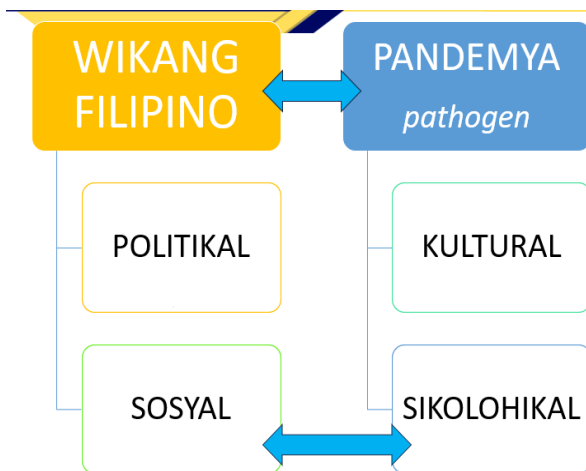 WIKANG
FILIPINO
POLITIKAL
SOSYAL
PANDEMYA
pathogen
KULTURAL
SIKOLOHIKAL